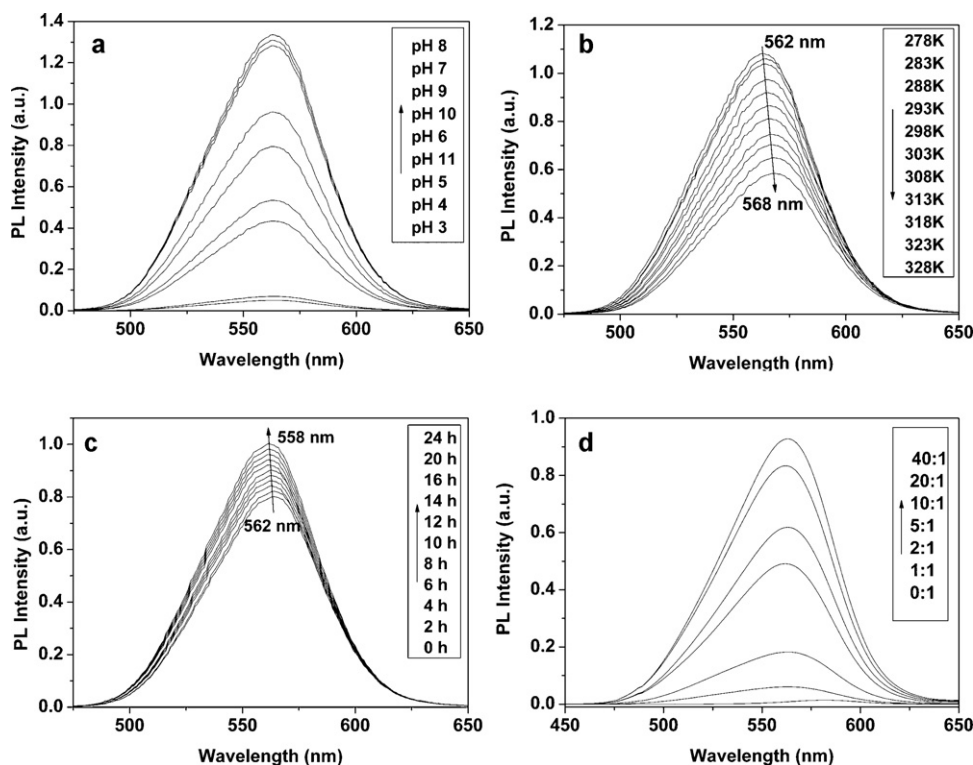 a
1.4
1.2
1.0
0.8
0.6
0.4
0.2
0.0
PL Intensity (a.u.)
500
550
600
650
Wavelength (nm)
pH 8
pH 7
pH 9
pH 10
pH 6
pH 11
pH 5
pH 4
pH 3
b
1.2
1.0
0.8
0.6
0.4
0.2
0.0
PL Intensity (a.u.)
500
550
600
650
Wavelength (nm)
562 nm
568 nm
278K
283K
288K
293K
298K
303K
308K
313K
318K
323K
328K
c
1.0
0.8
0.6
0.4
0.2
0.0
PL Intensity (a.u.)
500
550
600
650
Wavelength (nm)
558 nm
562 nm
24 h
20 h
16 h
14 h
12 h
10 h
8 h
6 h
4 h
2 h
0 h
d
1.0
0.8
0.6
0.4
0.2
0.0
PL Intensity (a.u.)
450
500
550
600
650
Wavelength (nm)
40:1
20:1
10:1
5:1
2:1
1:1
0:1